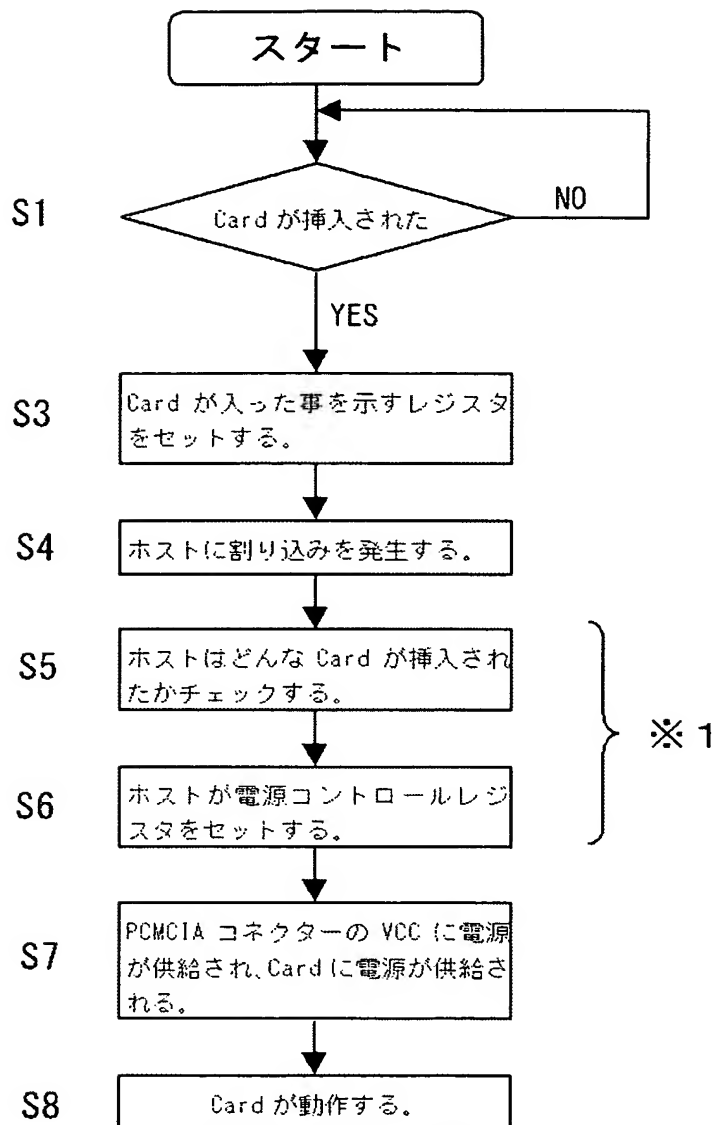 スタート
S1
Card が挿入された
NO
YES
S3
Card が入った事を示すレジスタ
をセットする。
S4
ホストに割り込みを発生する。
S5
ホストはどんな Card が挿入され
たかチェックする。
※1
S6
ホストが電源コントロールレジ
スタをセットする。
S7
PCMCIA コネクターの VCC に電源
が供給され、Card に電源が供給さ
れる。
S8
Card が動作する。